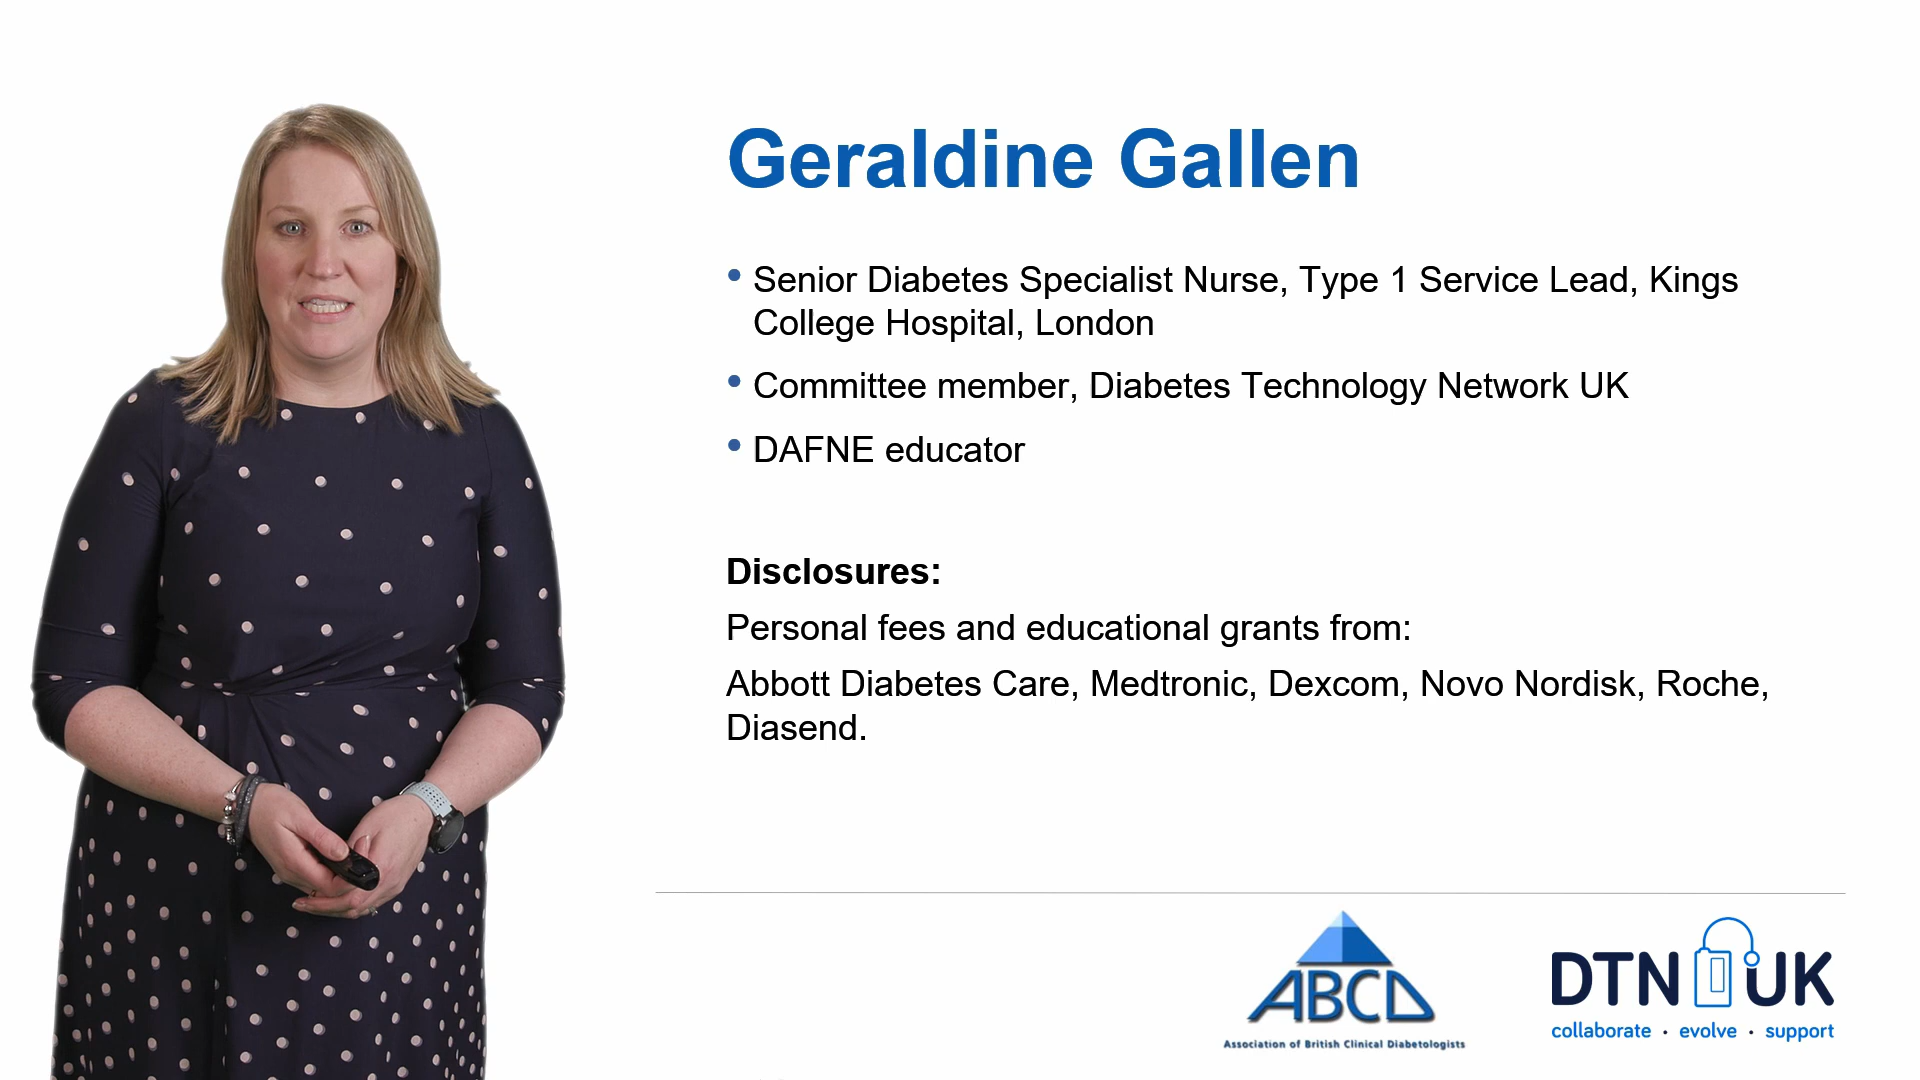 Geraldine Gallen
• Senior Diabetes Specialist Nurse, Type 1 Service Lead, Kings
College Hospital, London
• Committee member, Diabetes Technology Network UK
• DAFNE educator
Disclosures:
Personal fees and educational grants from:
Abbott Diabetes Care, Medtronic, Dexcom, Novo Nordisk, Roche,
Diasend.
ABCD
Association of British Clinical Diabetologists
DTN UK
collaborate • evolve • support